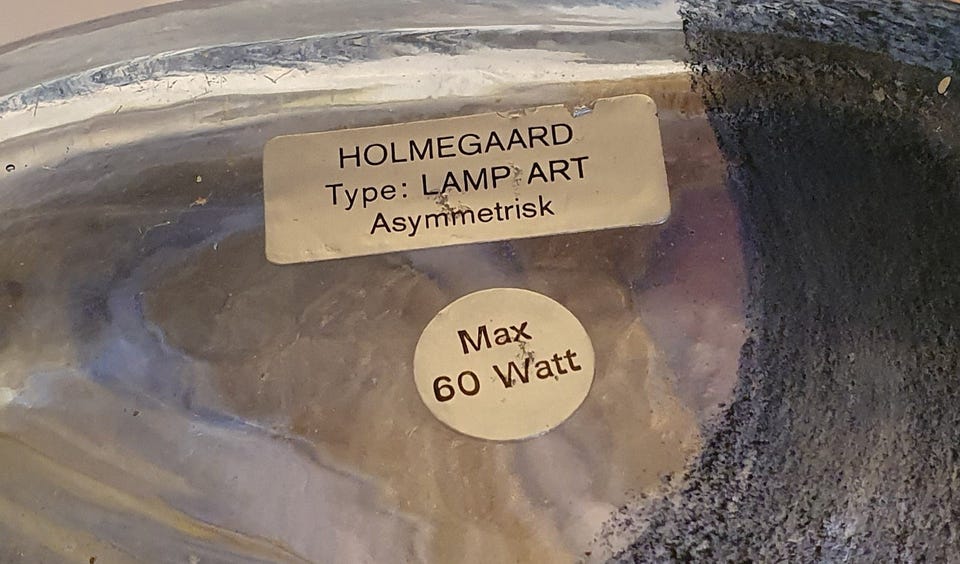 HOLMEGAARD
Type: LAMP ART
Asymmetrisk
Max
60 Watt